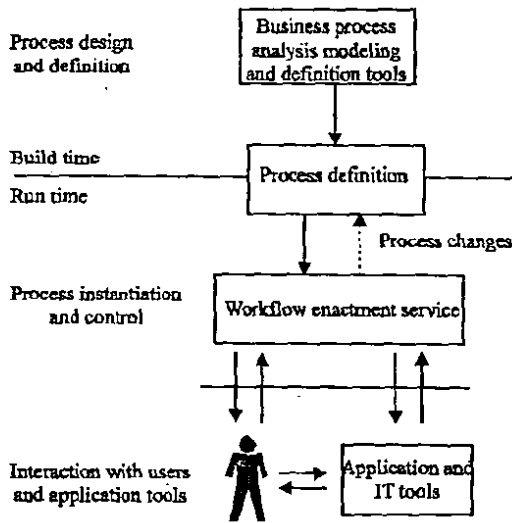 Process design
and definition
Business process
analysis modeling
and definition tools
Build time
Run time
Process definition
Process changes
Process instantiation
and control
Workflow enactment service
Interaction with users
and application tools
Application and
IT tools